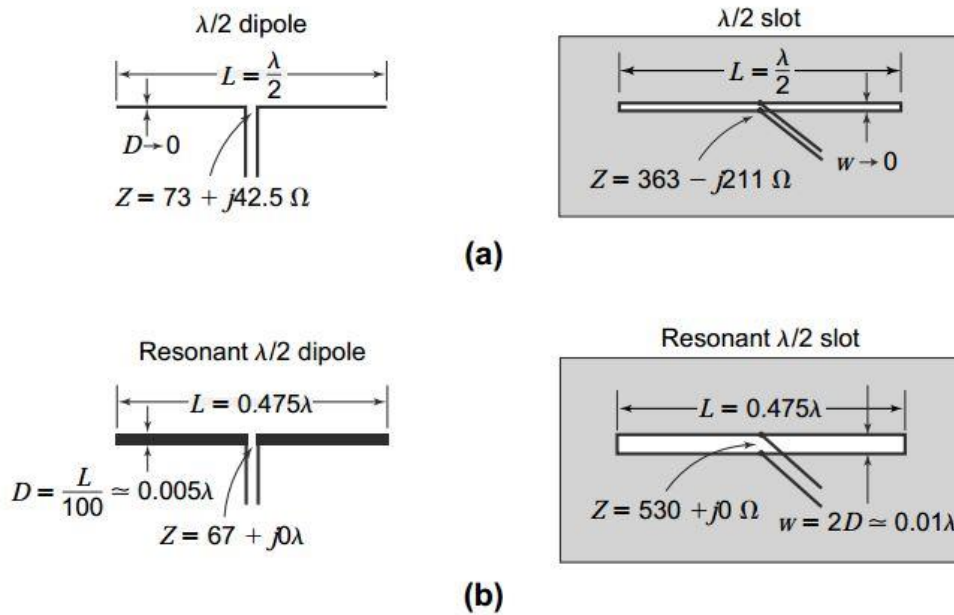 λ/2 dipole
L = λ/2
D→0
Z = 73 + j42.5 Ω
λ/2 slot
L = λ/2
w → 0
Z = 363 − j211 Ω
(a)
Resonant λ/2 dipole
L = 0.475λ
D = L/100 ≃ 0.005λ
Z = 67 + j0λ
Resonant λ/2 slot
L = 0.475λ
Z = 530 +j0 Ω
w = 2D ≃ 0.01λ
(b)